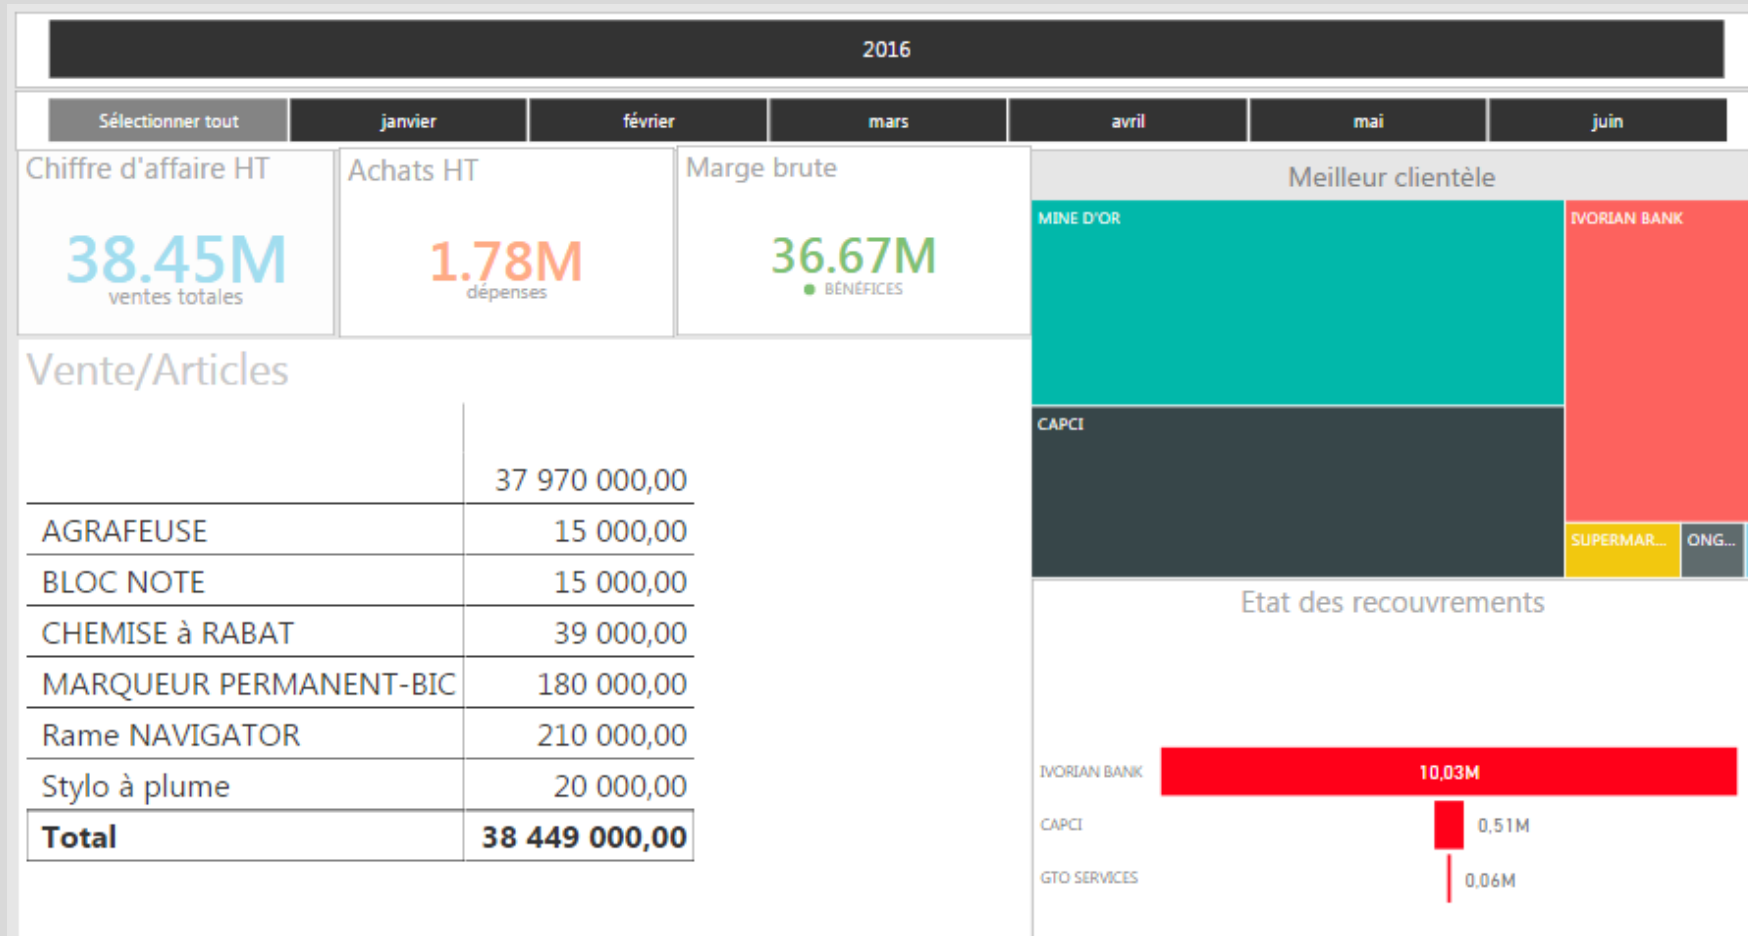 2016
Sélectionner tout janvier février mars avril mai juin
Chiffre d'affaire HT
38.45M
ventes totales
Achats HT
1.78M
dépenses
Marge brute
36.67M
BÉNÉFICES
Meilleur clientèle
MINE D'OR
IVORIAN BANK
CAPCI
SUPERMAR...
ONG...
Vente/Articles
37 970 000,00
AGRAFEUSE 15 000,00
BLOC NOTE 15 000,00
CHEMISE à RABAT 39 000,00
MARQUEUR PERMANENT-BIC 180 000,00
Rame NAVIGATOR 210 000,00
Stylo à plume 20 000,00
Total 38 449 000,00
Etat des recouvrements
IVORIAN BANK 10,03M
CAPCI 0,51M
GTO SERVICES 0,06M